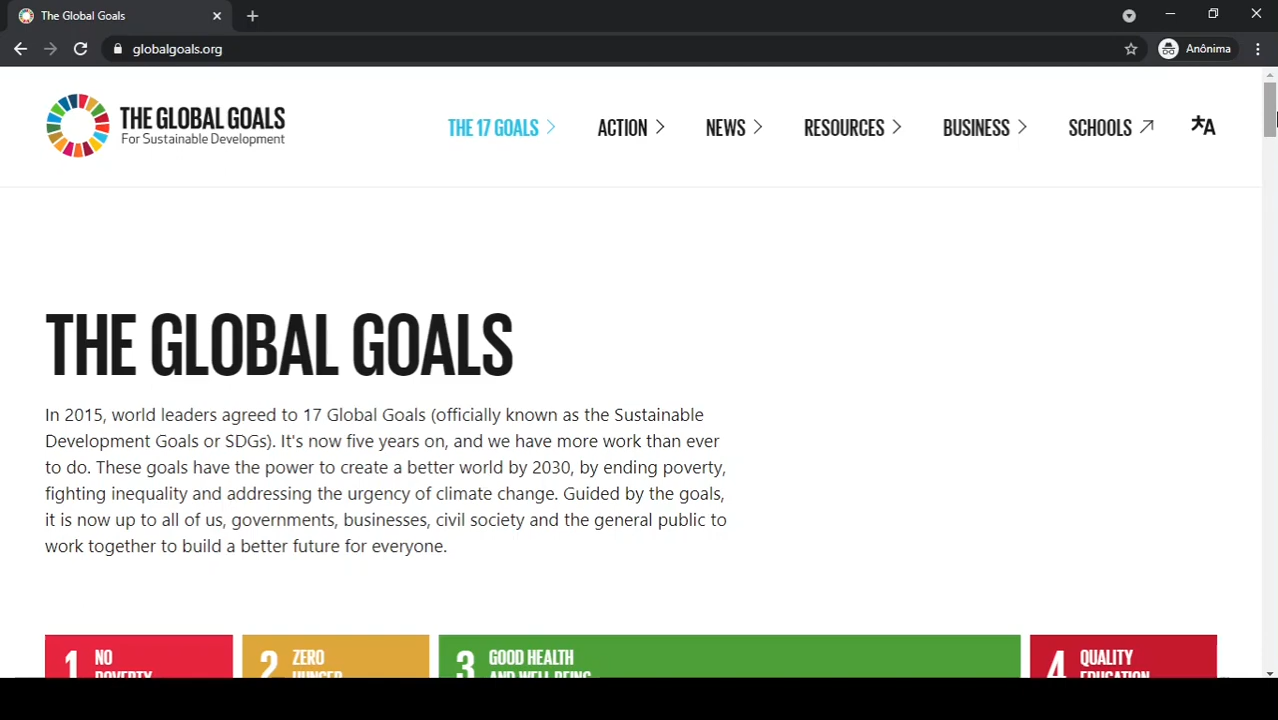 The Global Goals
globalgoals.org
Anônima
THE GLOBAL GOALS
For Sustainable Development
THE 17 GOALS
ACTION
NEWS
RESOURCES
BUSINESS
SCHOOLS
THE GLOBAL GOALS
In 2015, world leaders agreed to 17 Global Goals (officially known as the Sustainable
Development Goals or SDGs). It's now five years on, and we have more work than ever
to do. These goals have the power to create a better world by 2030, by ending poverty,
fighting inequality and addressing the urgency of climate change. Guided by the goals,
it is now up to all of us, governments, businesses, civil society and the general public to
work together to build a better future for everyone.
1 NO
POVERTY
2 ZERO
HUNGER
3 GOOD HEALTH
AND WELL-BEING
4 QUALITY
EDUCATION